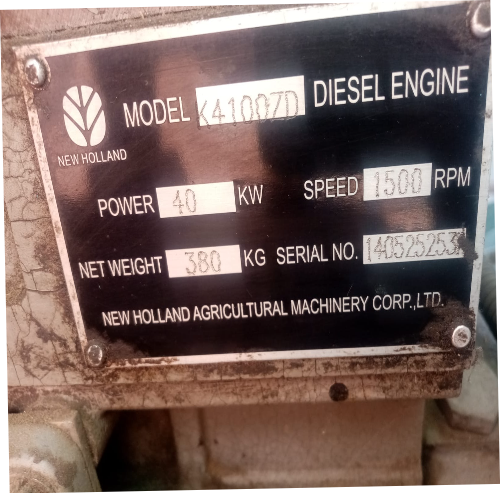 MODEL K4100ZD DIESEL ENGINE
NEW HOLLAND
POWER 40 KW SPEED 1500 RPM
NET WEIGHT 380 KG SERIAL NO.
NEW HOLLAND AGRICULTURAL MACHINERY CORP.,LTD.